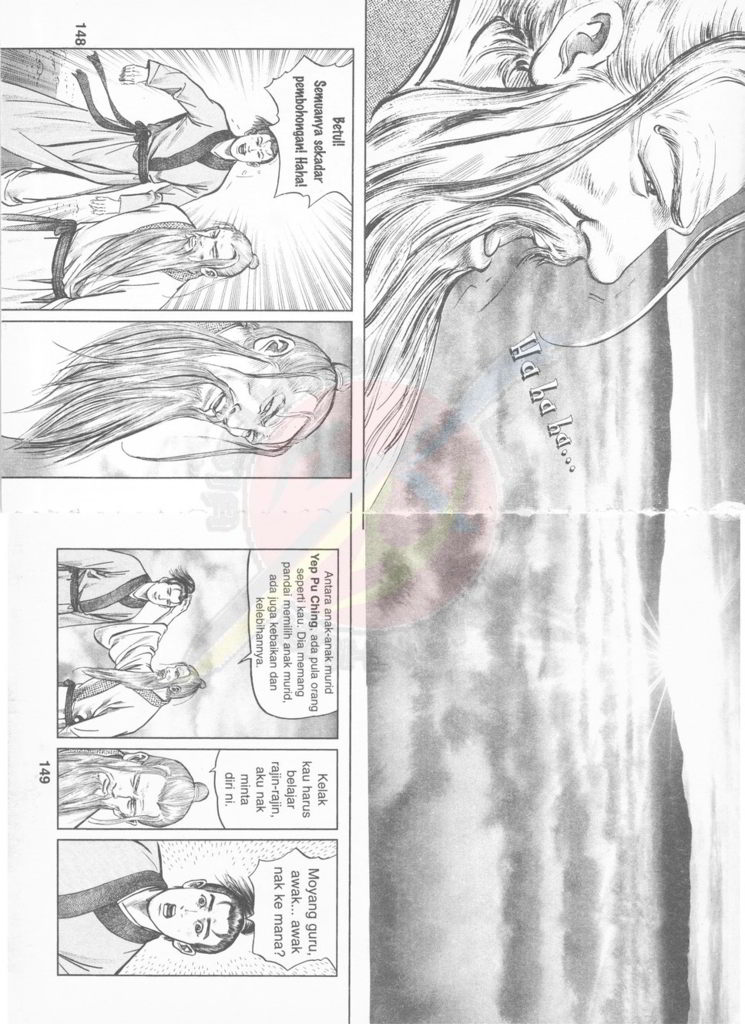 Ha ha ha...
Betul!
Semuanya sekadar
pembohongan! Haha!
148
Antara anak-anak murid
Yep Pu Ching, ada pula orang
seperti kau. Dia memang
pandai memilih anak murid,
ada juga kebaikan dan
kelebihannya.
Kelak
kau harus
belajar
rajin-rajin,
aku nak
minta
diri ni.
Moyang guru,
awak... awak
nak ke mana?
149